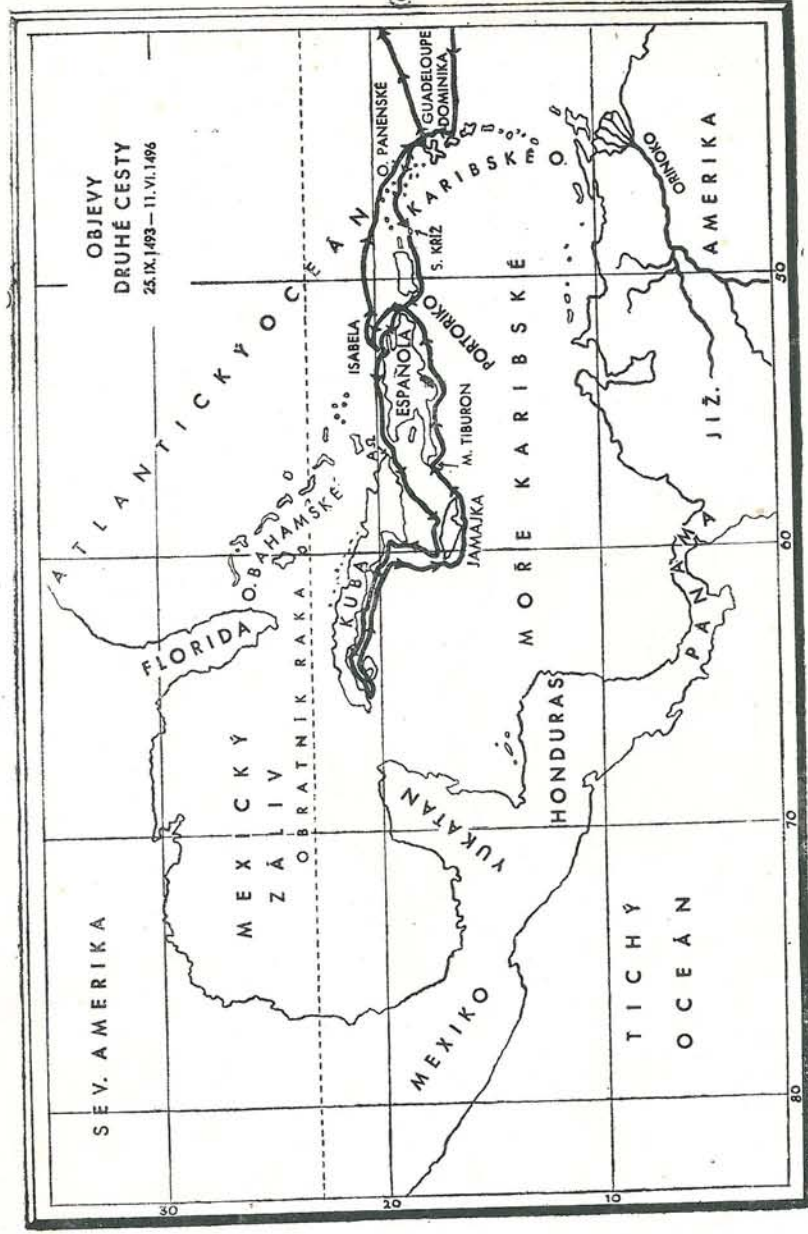 OBJEVY
DRUHÉ CESTY
25.IX.1493 — 11.VI.1496
SEV. AMERIKA
ATLANTICKÝ OCEÁN
FLORIDA
O. BAHAMSKÉ
MEXICKÝ
ZÁLIV
OBRATNÍK RAKA
KUBA
ISABELA
ESPAÑOLA
PORTORIKO
S. KŘÍŽ
O. PANENSKÉ
GUADELOUPE
DOMINIKA
KARIBSKÉ O.
M. TIBURON
JAMAJKA
MOŘE KARIBSKÉ
YUKATAN
MEXIKO
HONDURAS
PANAMA
JIŽ. AMERIKA
ORINOKO
TICHÝ
OCEÁN
30
20
10
80
70
60
50